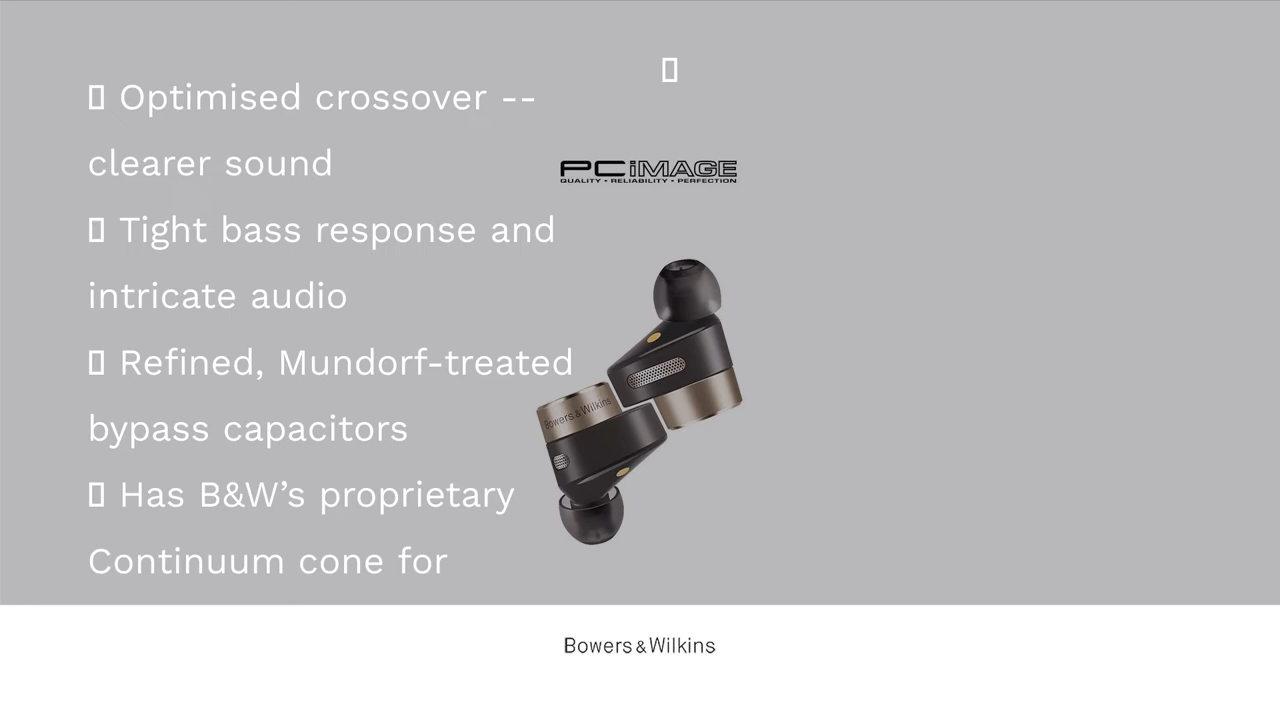 ▯ Optimised crossover --
clearer sound
▯ Tight bass response and
intricate audio
▯ Refined, Mundorf-treated
bypass capacitors
▯ Has B&W’s proprietary
Continuum cone for
▯
PCiMAGE
QUALITY • RELIABILITY • PERFECTION
Bowers & Wilkins
Bowers & Wilkins